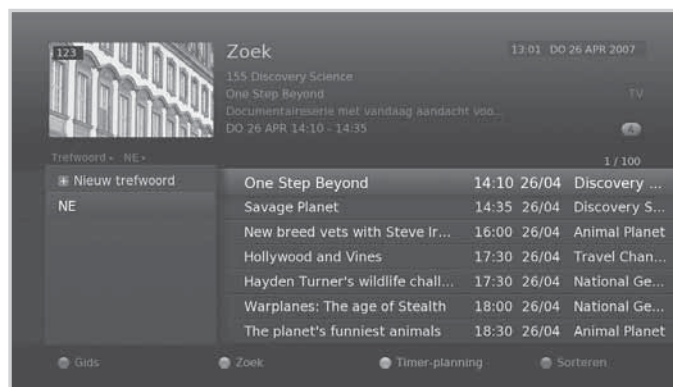 123
Zoek
13:01 DO 26 APR 2007
155 Discovery Science
One Step Beyond
TV
Documentaireserie met vandaag aandacht voo...
DO 26 APR 14:10 - 14:35
A
Trefwoord NE
1 / 100
Nieuw trefwoord
NE
One Step Beyond 14:10 26/04 Discovery ...
Savage Planet 14:35 26/04 Discovery S...
New breed vets with Steve Ir... 16:00 26/04 Animal Planet
Hollywood and Vines 17:30 26/04 Travel Chan...
Hayden Turner's wildlife chall... 17:30 26/04 National Ge...
Warplanes: The age of Stealth 18:00 26/04 National Ge...
The planet's funniest animals 18:30 26/04 Animal Planet
Gids Zoek Timer-planning Sorteren